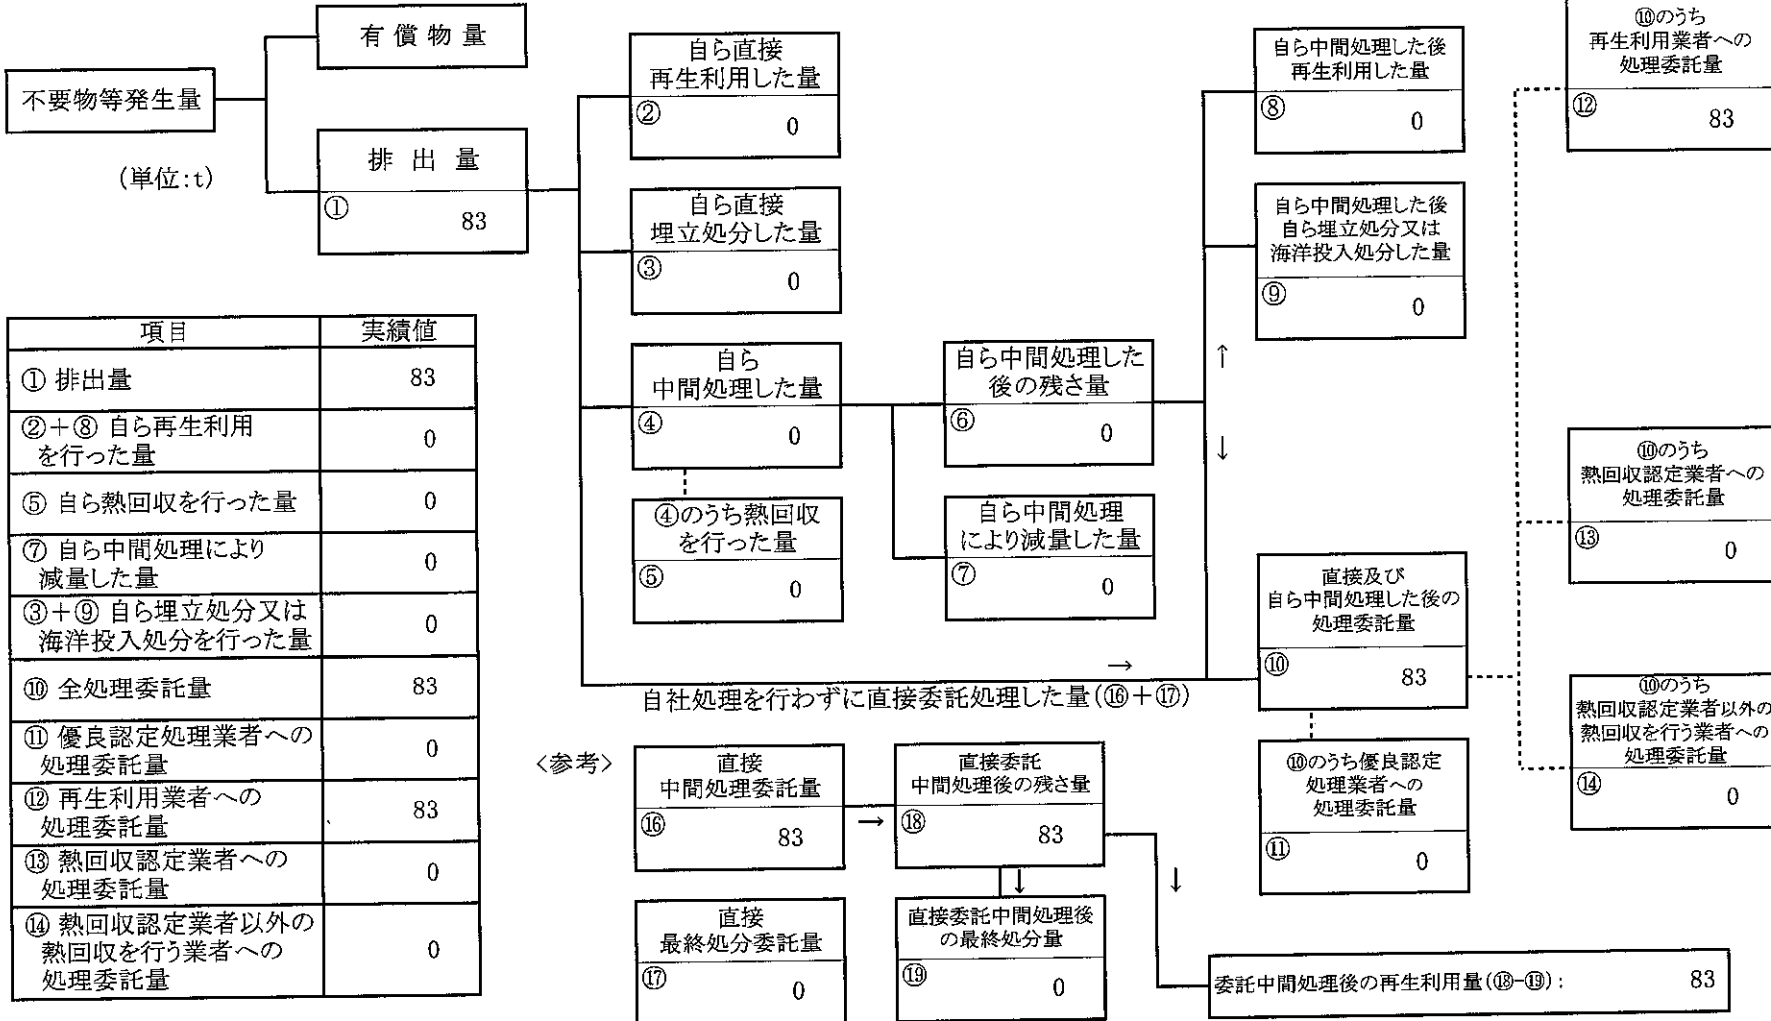 有償物量
不要物等発生量
(単位:t)
排出量
①
83
自ら直接
再生利用した量
②
0
自ら直接
埋立処分した量
③
0
自ら
中間処理した量
④
0
④のうち熱回収
を行った量
⑤
0
自ら中間処理した
後の残さ量
⑥
0
自ら中間処理
により減量した量
⑦
0
自ら中間処理した後
再生利用した量
⑧
0
自ら中間処理した後
自ら埋立処分又は
海洋投入処分した量
⑨
0
↑
↓
直接及び
自ら中間処理した後の
処理委託量
⑩
83
⑩のうち優良認定
処理業者への
処理委託量
⑪
0
⑩のうち
再生利用業者への
処理委託量
⑫
83
⑩のうち
熱回収認定業者への
処理委託量
⑬
0
⑩のうち
熱回収認定業者以外の
熱回収を行う業者への
処理委託量
⑭
0
→
自社処理を行わずに直接委託処理した量(⑯+⑰)
<参考>
直接
中間処理委託量
⑯
83
→
直接委託
中間処理後の残さ量
⑱
83
↓
↓
直接
最終処分委託量
⑰
0
直接委託中間処理後
の最終処分量
⑲
0
委託中間処理後の再生利用量(⑱-⑲): 83
項目 実績値
① 排出量 83
②+⑧ 自ら再生利用
を行った量 0
⑤ 自ら熱回収を行った量 0
⑦ 自ら中間処理により
減量した量 0
③+⑨ 自ら埋立処分又は
海洋投入処分を行った量 0
⑩ 全処理委託量 83
⑪ 優良認定処理業者への
処理委託量 0
⑫ 再生利用業者への
処理委託量 83
⑬ 熱回収認定業者への
処理委託量 0
⑭ 熱回収認定業者以外の
熱回収を行う業者への
処理委託量 0